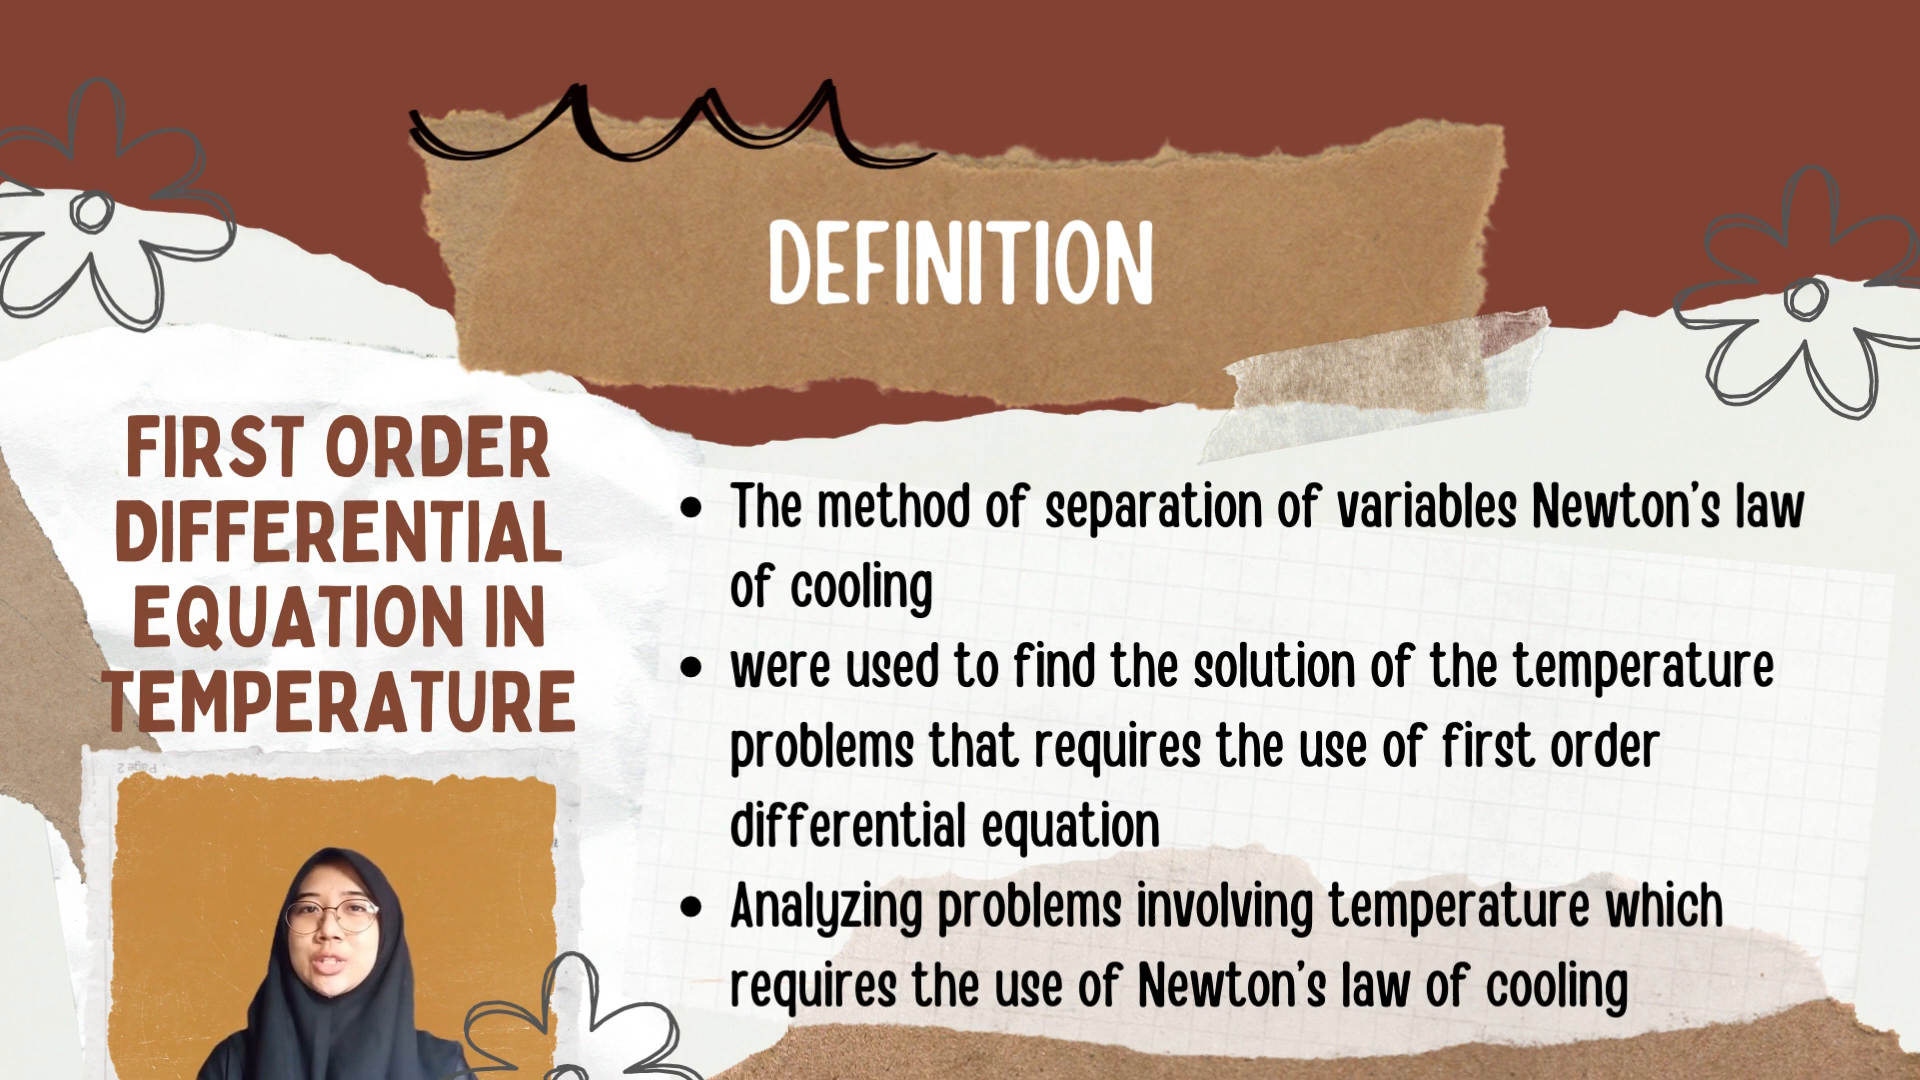 DEFINITION
FIRST ORDER
DIFFERENTIAL
EQUATION IN
TEMPERATURE
Page 2
• The method of separation of variables Newton's law
of cooling
• were used to find the solution of the temperature
problems that requires the use of first order
differential equation
• Analyzing problems involving temperature which
requires the use of Newton's law of cooling